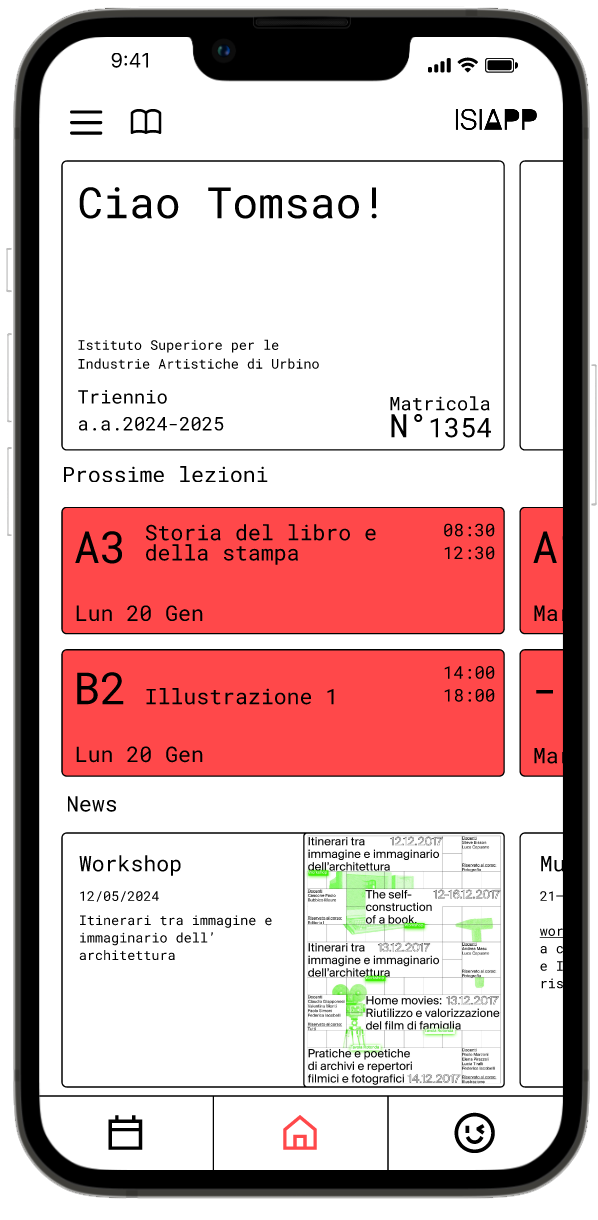 9:41
ISIAPP
Ciao Tomsao!
Istituto Superiore per le
Industrie Artistiche di Urbino
Triennio
a.a.2024-2025
Matricola
N°1354
Prossime lezioni
A3
Storia del libro e
della stampa
08:30
12:30
Lun 20 Gen
B2
Illustrazione 1
14:00
18:00
Lun 20 Gen
-
News
Workshop
12/05/2024
Itinerari tra immagine e
immaginario dell’
architettura
Itinerari tra 12.12.2017
immagine e immaginario
dell'architettura
The self- 12-16.12.2017
construction
of a book.
Itinerari tra 13.12.2017
immagine e immaginario
dell'architettura
Home movies: 13.12.2017
Riutilizzo e valorizzazione
del film di famiglia
Pratiche e poetiche
di archivi e repertori
filmici e fotografici 14.12.2017
Mu
21-
wor
a c
e I
ris